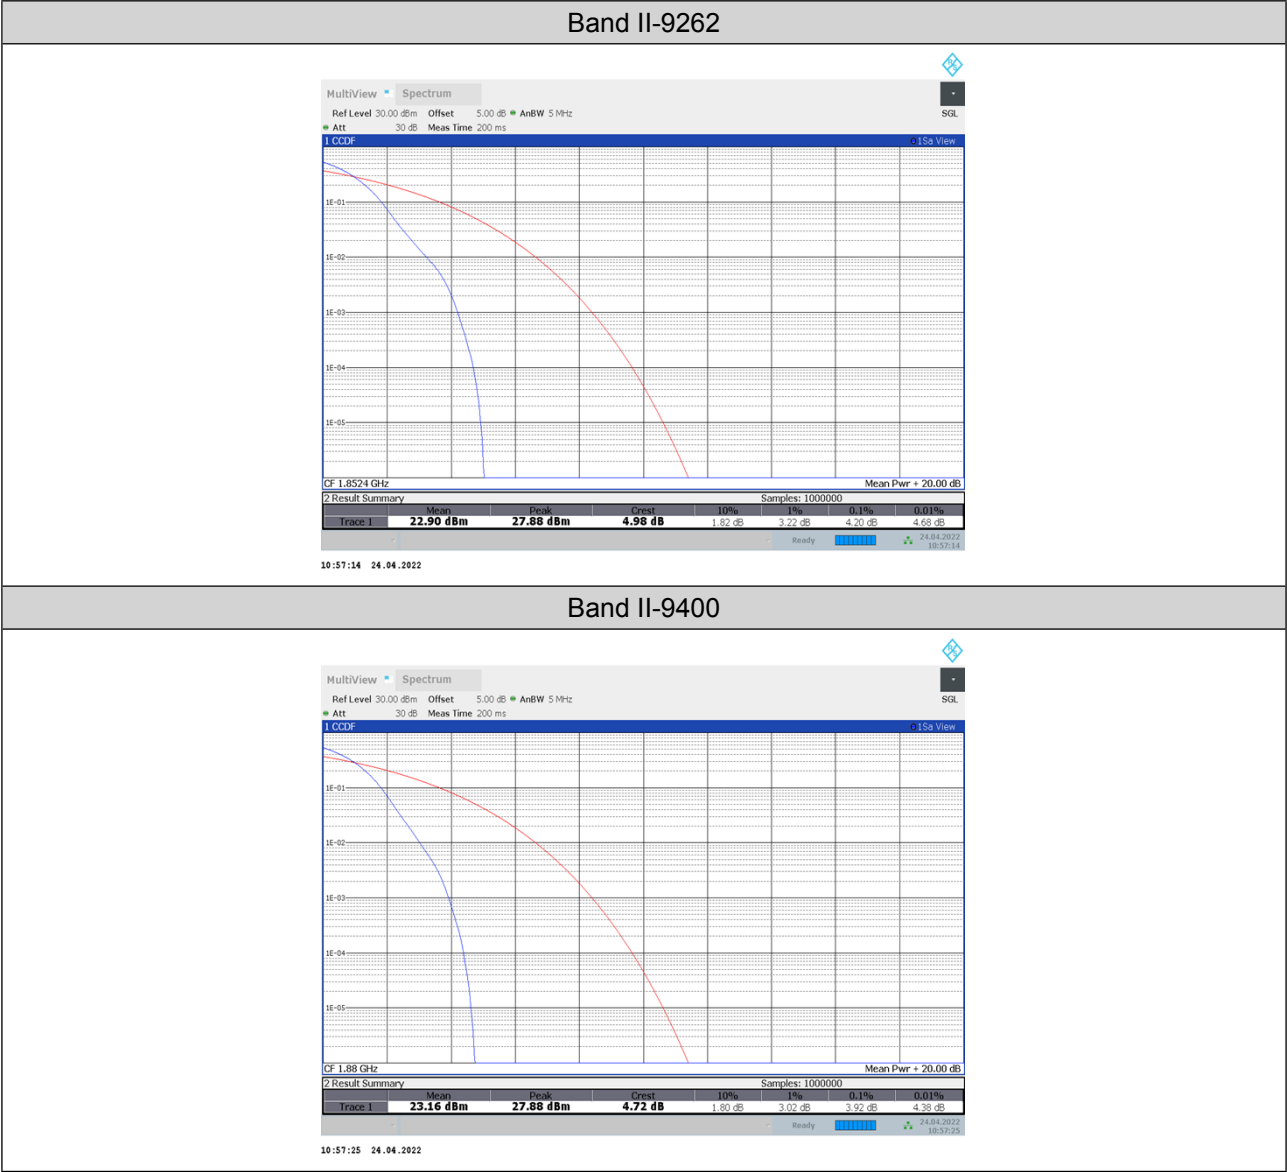 Band II-9262
MultiView Spectrum
Ref Level 30.00 dBm Offset 5.00 dB AnBW 5 MHz SGL
Att 30 dB Meas Time 200 ms
1 CCDF 1Sa View
1E-01
1E-02
1E-03
1E-04
1E-05
CF 1.8524 GHz Mean Pwr + 20.00 dB
2 Result Summary Samples: 1000000
Mean Peak Crest 10% 1% 0.1% 0.01%
Trace 1 22.90 dBm 27.88 dBm 4.98 dB 1.82 dB 3.22 dB 4.20 dB 4.68 dB
Ready 24.04.2022
10:57:14
10:57:14 24.04.2022
Band II-9400
MultiView Spectrum
Ref Level 30.00 dBm Offset 5.00 dB AnBW 5 MHz SGL
Att 30 dB Meas Time 200 ms
1 CCDF 1Sa View
1E-01
1E-02
1E-03
1E-04
1E-05
CF 1.88 GHz Mean Pwr + 20.00 dB
2 Result Summary Samples: 1000000
Mean Peak Crest 10% 1% 0.1% 0.01%
Trace 1 23.16 dBm 27.88 dBm 4.72 dB 1.80 dB 3.02 dB 3.92 dB 4.38 dB
Ready 24.04.2022
10:57:25
10:57:25 24.04.2022